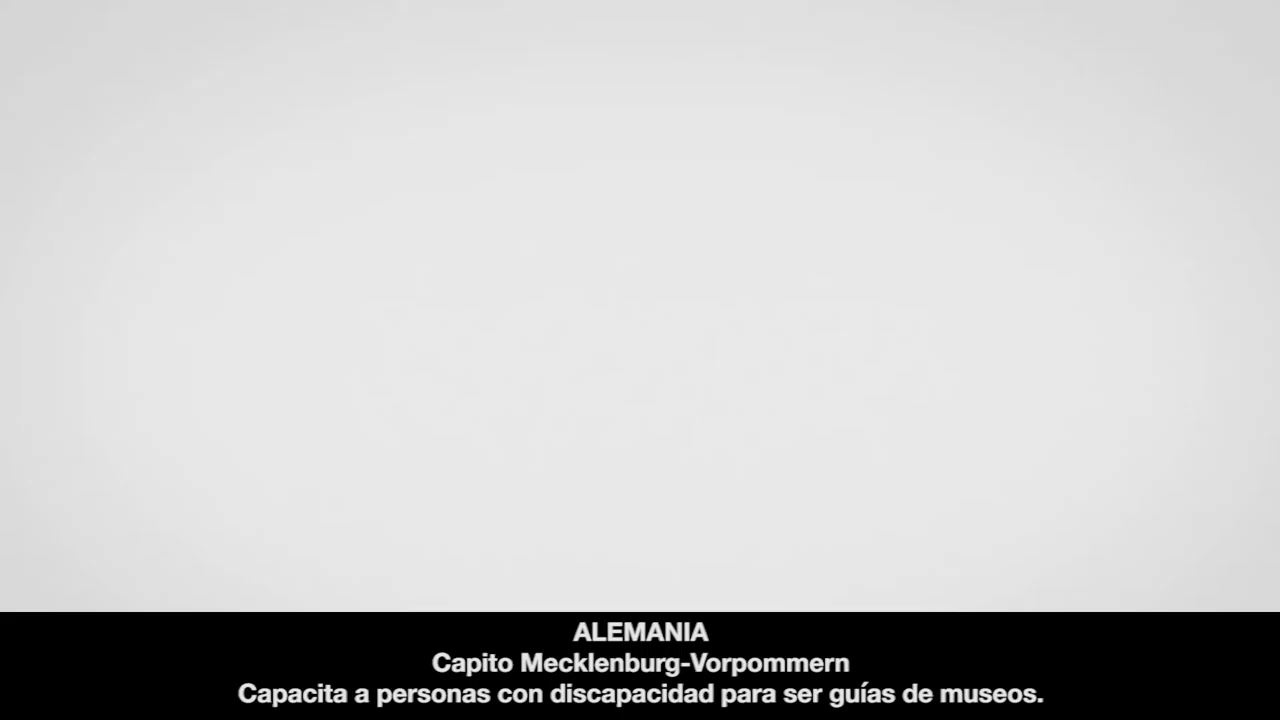 ALEMANIA
Capito Mecklenburg-Vorpommern
Capacita a personas con discapacidad para ser guías de museos.